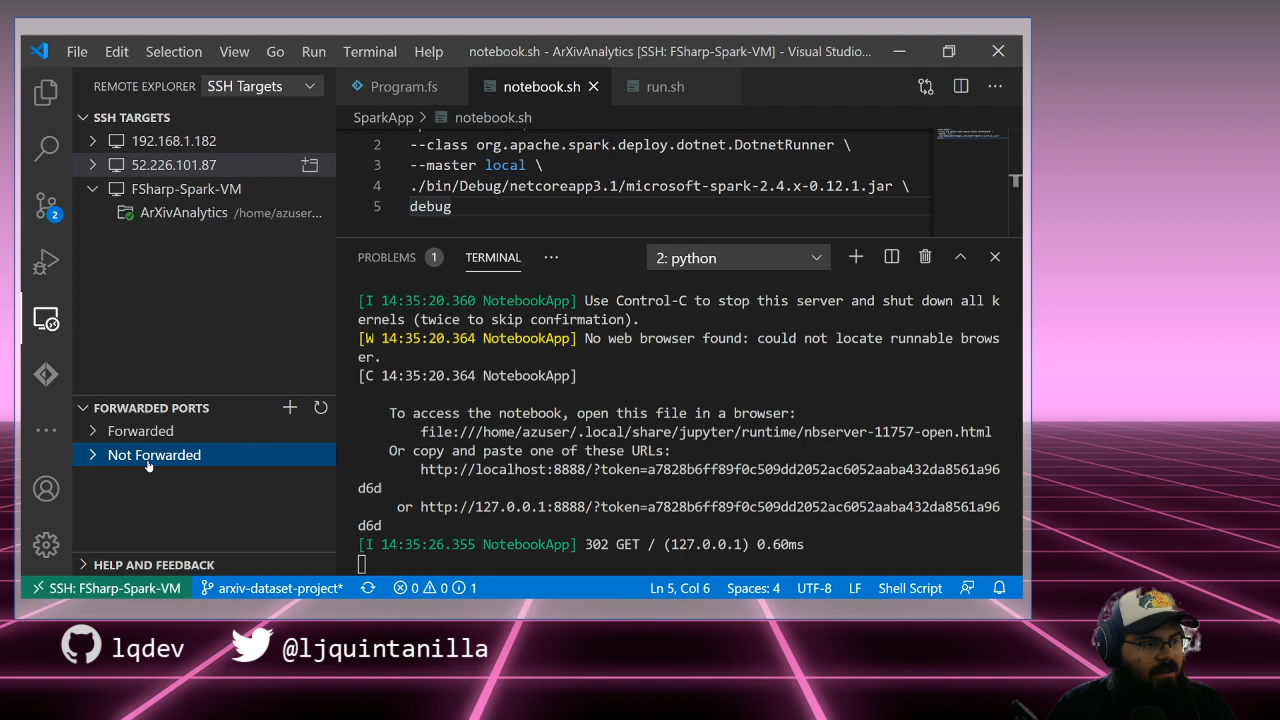 File Edit Selection View Go Run Terminal Help notebook.sh - ArXivAnalytics [SSH: FSharp-Spark-VM] - Visual Studio...
REMOTE EXPLORER SSH Targets
Program.fs notebook.sh run.sh
SSH TARGETS
SparkApp notebook.sh
192.168.1.182
52.226.101.87
FSharp-Spark-VM
ArXivAnalytics /home/azuser...
2 --class org.apache.spark.deploy.dotnet.DotnetRunner \
3 --master local \
4 ./bin/Debug/netcoreapp3.1/microsoft-spark-2.4.x-0.12.1.jar \
5 debug
PROBLEMS 1 TERMINAL ... 2: python
[I 14:35:20.360 NotebookApp] Use Control-C to stop this server and shut down all k
ernels (twice to skip confirmation).
[W 14:35:20.364 NotebookApp] No web browser found: could not locate runnable brows
er.
[C 14:35:20.364 NotebookApp]
To access the notebook, open this file in a browser:
file:///home/azuser/.local/share/jupyter/runtime/nbserver-11757-open.html
Or copy and paste one of these URLs:
http://localhost:8888/?token=a7828b6ff89f0c509dd2052ec6052aaba432da8561a96
d6d
or http://127.0.0.1:8888/?token=a7828b6ff89f0c509dd2052ec6052aaba432da8561a96
d6d
[I 14:35:26.355 NotebookApp] 302 GET / (127.0.0.1) 0.60ms
FORWARDED PORTS
Forwarded
Not Forwarded
HELP AND FEEDBACK
2
SSH: FSharp-Spark-VM arxiv-dataset-project* 0 0 1 Ln 5, Col 6 Spaces: 4 UTF-8 LF Shell Script
lqdev @ljquintanilla